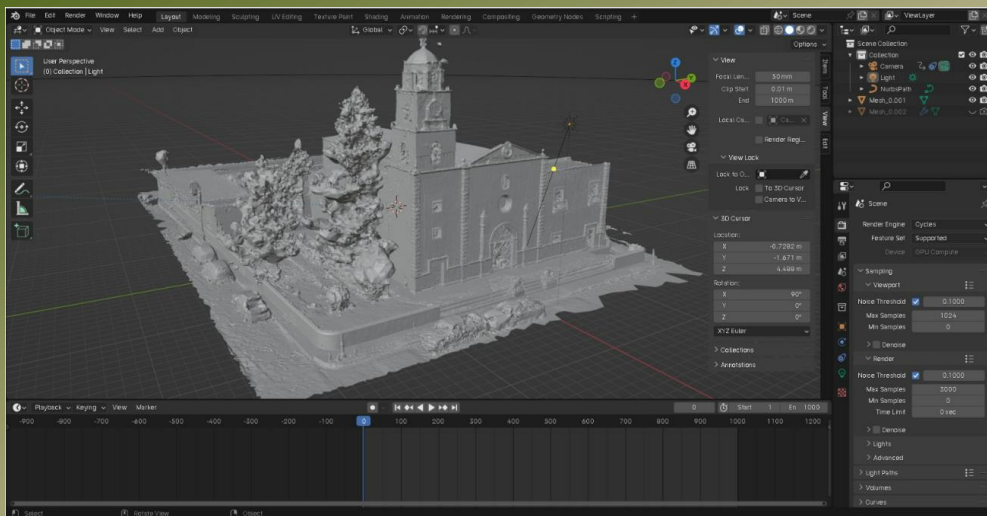 File Edit Render Window Help Layout Modeling Sculpting UV Editing Texture Paint Shading Animation Rendering Compositing Geometry Nodes Scripting + Scene ViewLayer
Object Mode View Select Add Object Global
Options
User Perspective
(0) Collection | Light
View
Focal Len... 50 mm
Clip Start 0.01 m
End 1000 m
Local Ca... Ca...
Render Regi...
View Lock
Lock to O...
Lock To 3D Cursor
Camera to V...
3D Cursor
Location:
X -0.7282 m
Y -1.671 m
Z 4.488 m
Rotation:
X 90°
Y 0°
Z 0°
XYZ Euler
Collections
Annotations
Z
Y
X
Item
Tool
View
Edit
Scene Collection
Collection
Camera
Light
NurbsPath
Mesh_0.001
Mesh_0.002
Scene
Render Engine Cycles
Feature Set Supported
Device GPU Compute
Sampling
Viewport
Noise Threshold 0.1000
Max Samples 1024
Min Samples 0
Denoise
Render
Noise Threshold 0.1000
Max Samples 3000
Min Samples 0
Time Limit 0 sec
Denoise
Lights
Advanced
Light Paths
Volumes
Curves
Playback Keying View Marker 0 Start 1 En 1000
-900 -800 -700 -600 -500 -400 -300 -200 -100 0 100 200 300 400 500 600 700 800 900 1000 1100 1200
Select Rotate View Object